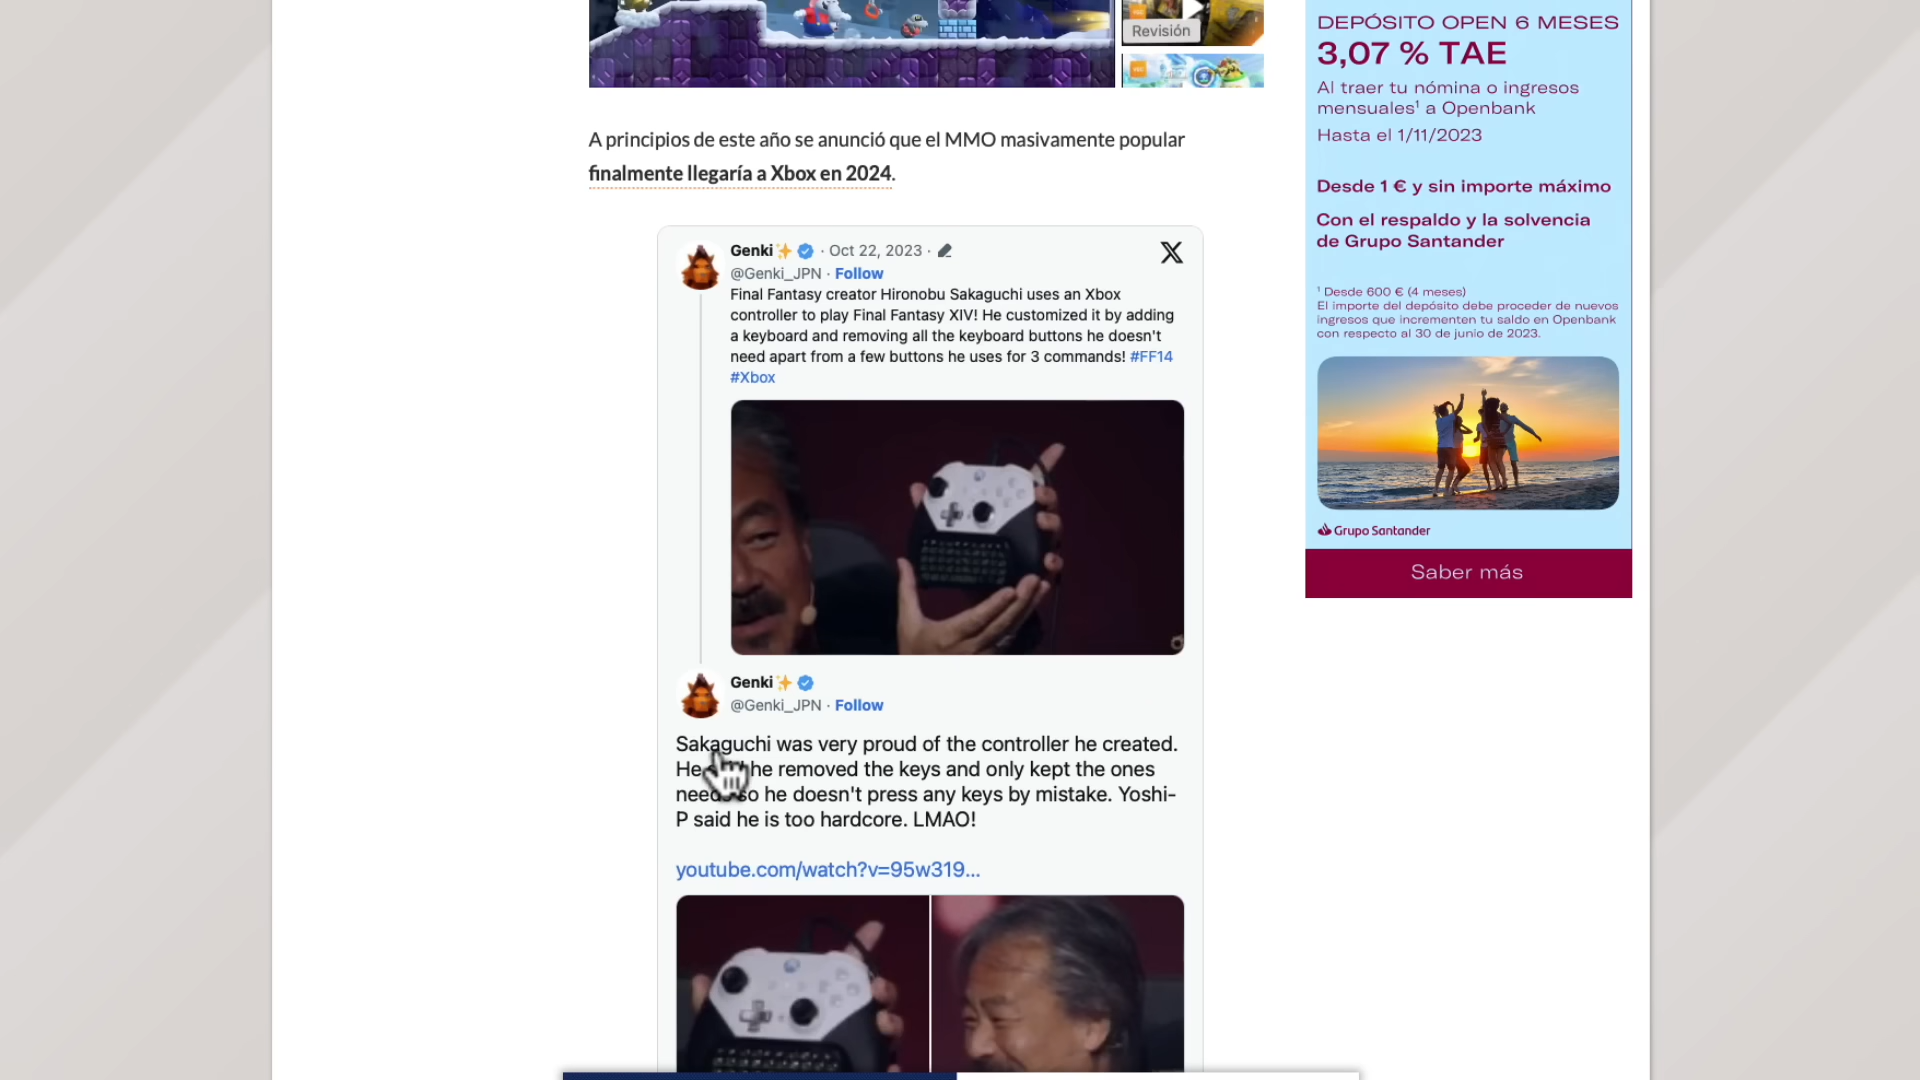 Revisión
A principios de este año se anunció que el MMO masivamente popular
finalmente llegaría a Xbox en 2024.
Genki✨ · Oct 22, 2023 ·
@Genki_JPN · Follow
Final Fantasy creator Hironobu Sakaguchi uses an Xbox
controller to play Final Fantasy XIV! He customized it by adding
a keyboard and removing all the keyboard buttons he doesn't
need apart from a few buttons he uses for 3 commands! #FF14
#Xbox
Genki✨
@Genki_JPN · Follow
Sakaguchi was very proud of the controller he created.
He he removed the keys and only kept the ones
so he doesn't press any keys by mistake. Yoshi-
P said he is too hardcore. LMAO!
youtube.com/watch?v=95w319...
DEPÓSITO OPEN 6 MESES
3,07 % TAE
Al traer tu nómina o ingresos
mensuales¹ a Openbank
Hasta el 1/11/2023
Desde 1 € y sin importe máximo
Con el respaldo y la solvencia
de Grupo Santander
¹ Desde 600 € (4 meses)
El importe del depósito debe proceder de nuevos
ingresos que incrementen tu saldo en Openbank
con respecto al 30 de junio de 2023.
Grupo Santander
Saber más